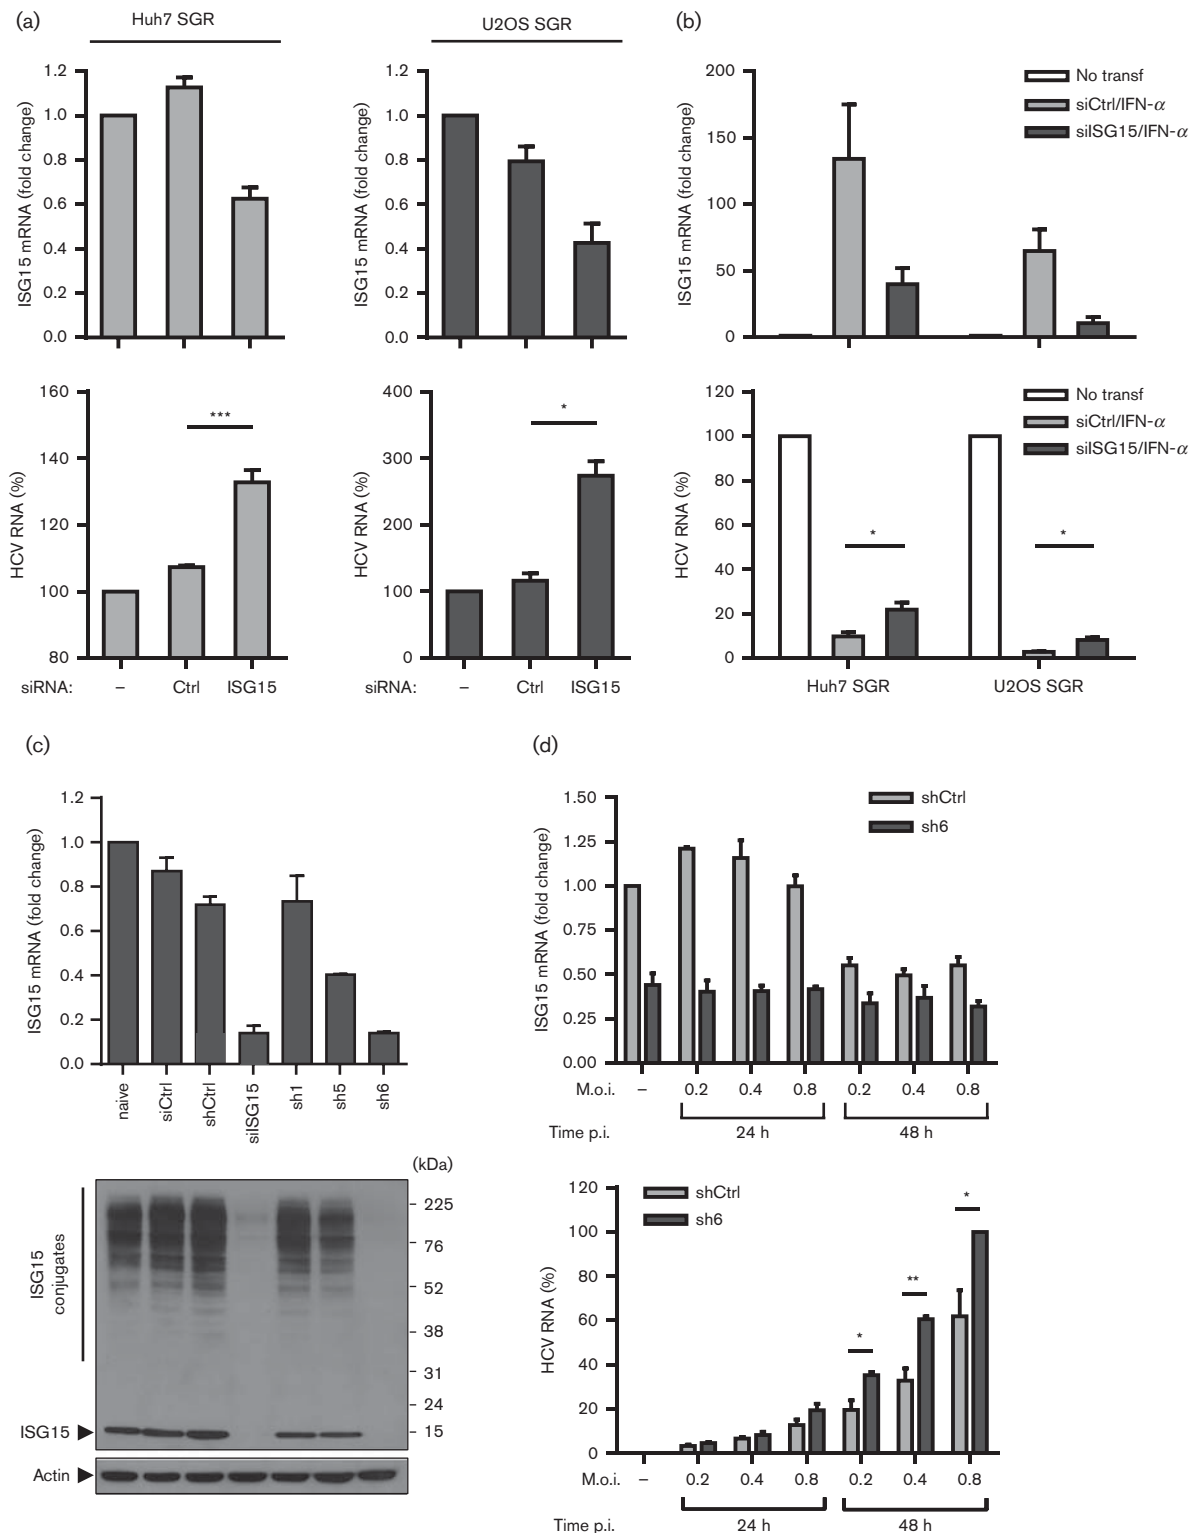 (a)
Huh7 SGR
U2OS SGR
ISG15 mRNA (fold change)
1.2
1.0
0.8
0.6
0.4
0.2
0.0
ISG15 mRNA (fold change)
1.2
1.0
0.8
0.6
0.4
0.2
0.0
HCV RNA (%)
160
140
120
100
80
***
HCV RNA (%)
400
300
200
100
0
*
siRNA: – Ctrl ISG15
– Ctrl ISG15
(b)
ISG15 mRNA (fold change)
200
150
100
50
0
No transf
siCtrl/IFN-α
siISG15/IFN-α
HCV RNA (%)
120
100
80
60
40
20
0
No transf
siCtrl/IFN-α
siISG15/IFN-α
* *
Huh7 SGR U2OS SGR
(c)
ISG15 mRNA (fold change)
1.2
1.0
0.8
0.6
0.4
0.2
0.0
naive siCtrl shCtrl siISG15 sh1 sh5 sh6
(kDa)
225
76
52
38
31
24
15
ISG15
conjugates
ISG15
Actin
(d)
ISG15 mRNA (fold change)
1.50
1.25
1.00
0.75
0.50
0.25
0.00
shCtrl
sh6
M.o.i. – 0.2 0.4 0.8 0.2 0.4 0.8
Time p.i. 24 h 48 h
HCV RNA (%)
120
100
80
60
40
20
0
shCtrl
sh6
* ** *
M.o.i. – 0.2 0.4 0.8 0.2 0.4 0.8
Time p.i. 24 h 48 h